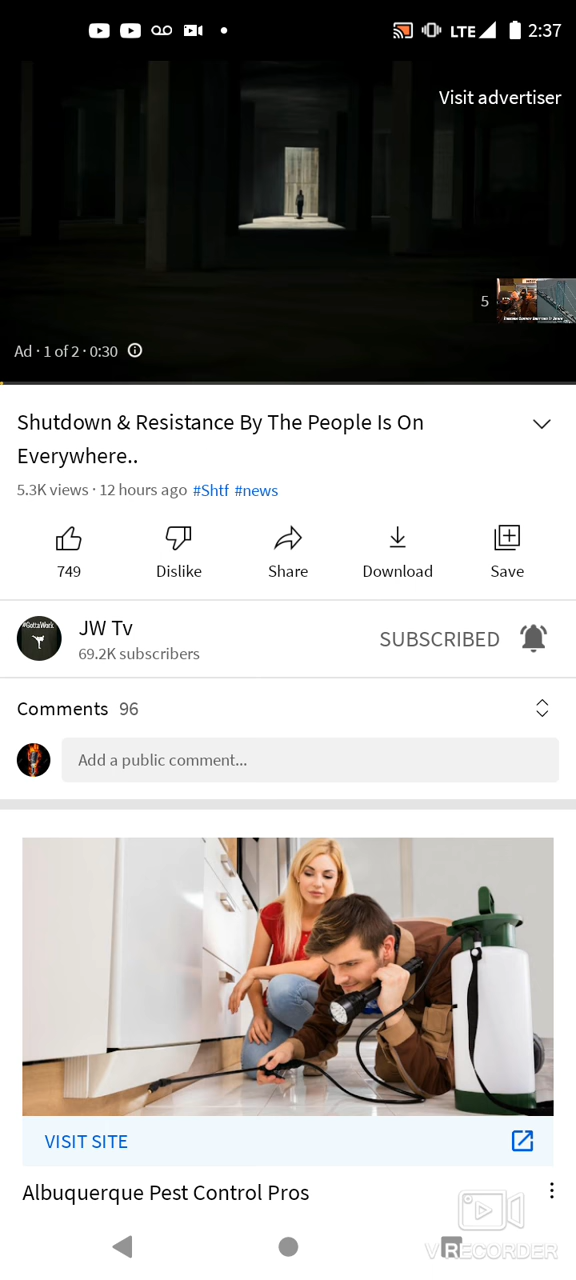 LTE 2:37
Visit advertiser
5
Ad · 1 of 2 · 0:30
Shutdown & Resistance By The People Is On
Everywhere..
5.3K views · 12 hours ago #Shtf #news
749 Dislike Share Download Save
#GottaWork
JW Tv
69.2K subscribers
SUBSCRIBED
Comments 96
Add a public comment...
VISIT SITE
Albuquerque Pest Control Pros
VRECORDER